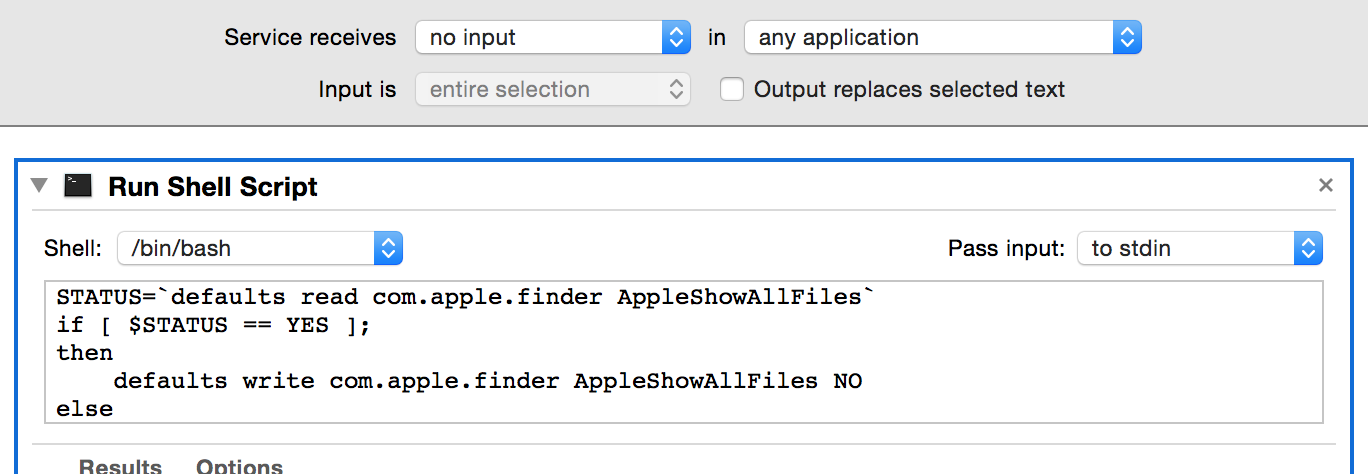 Service receives no input in any application
Input is entire selection Output replaces selected text
Run Shell Script
Shell: /bin/bash Pass input: to stdin
STATUS=`defaults read com.apple.finder AppleShowAllFiles`
if [ $STATUS == YES ];
then
    defaults write com.apple.finder AppleShowAllFiles NO
else
Results Options